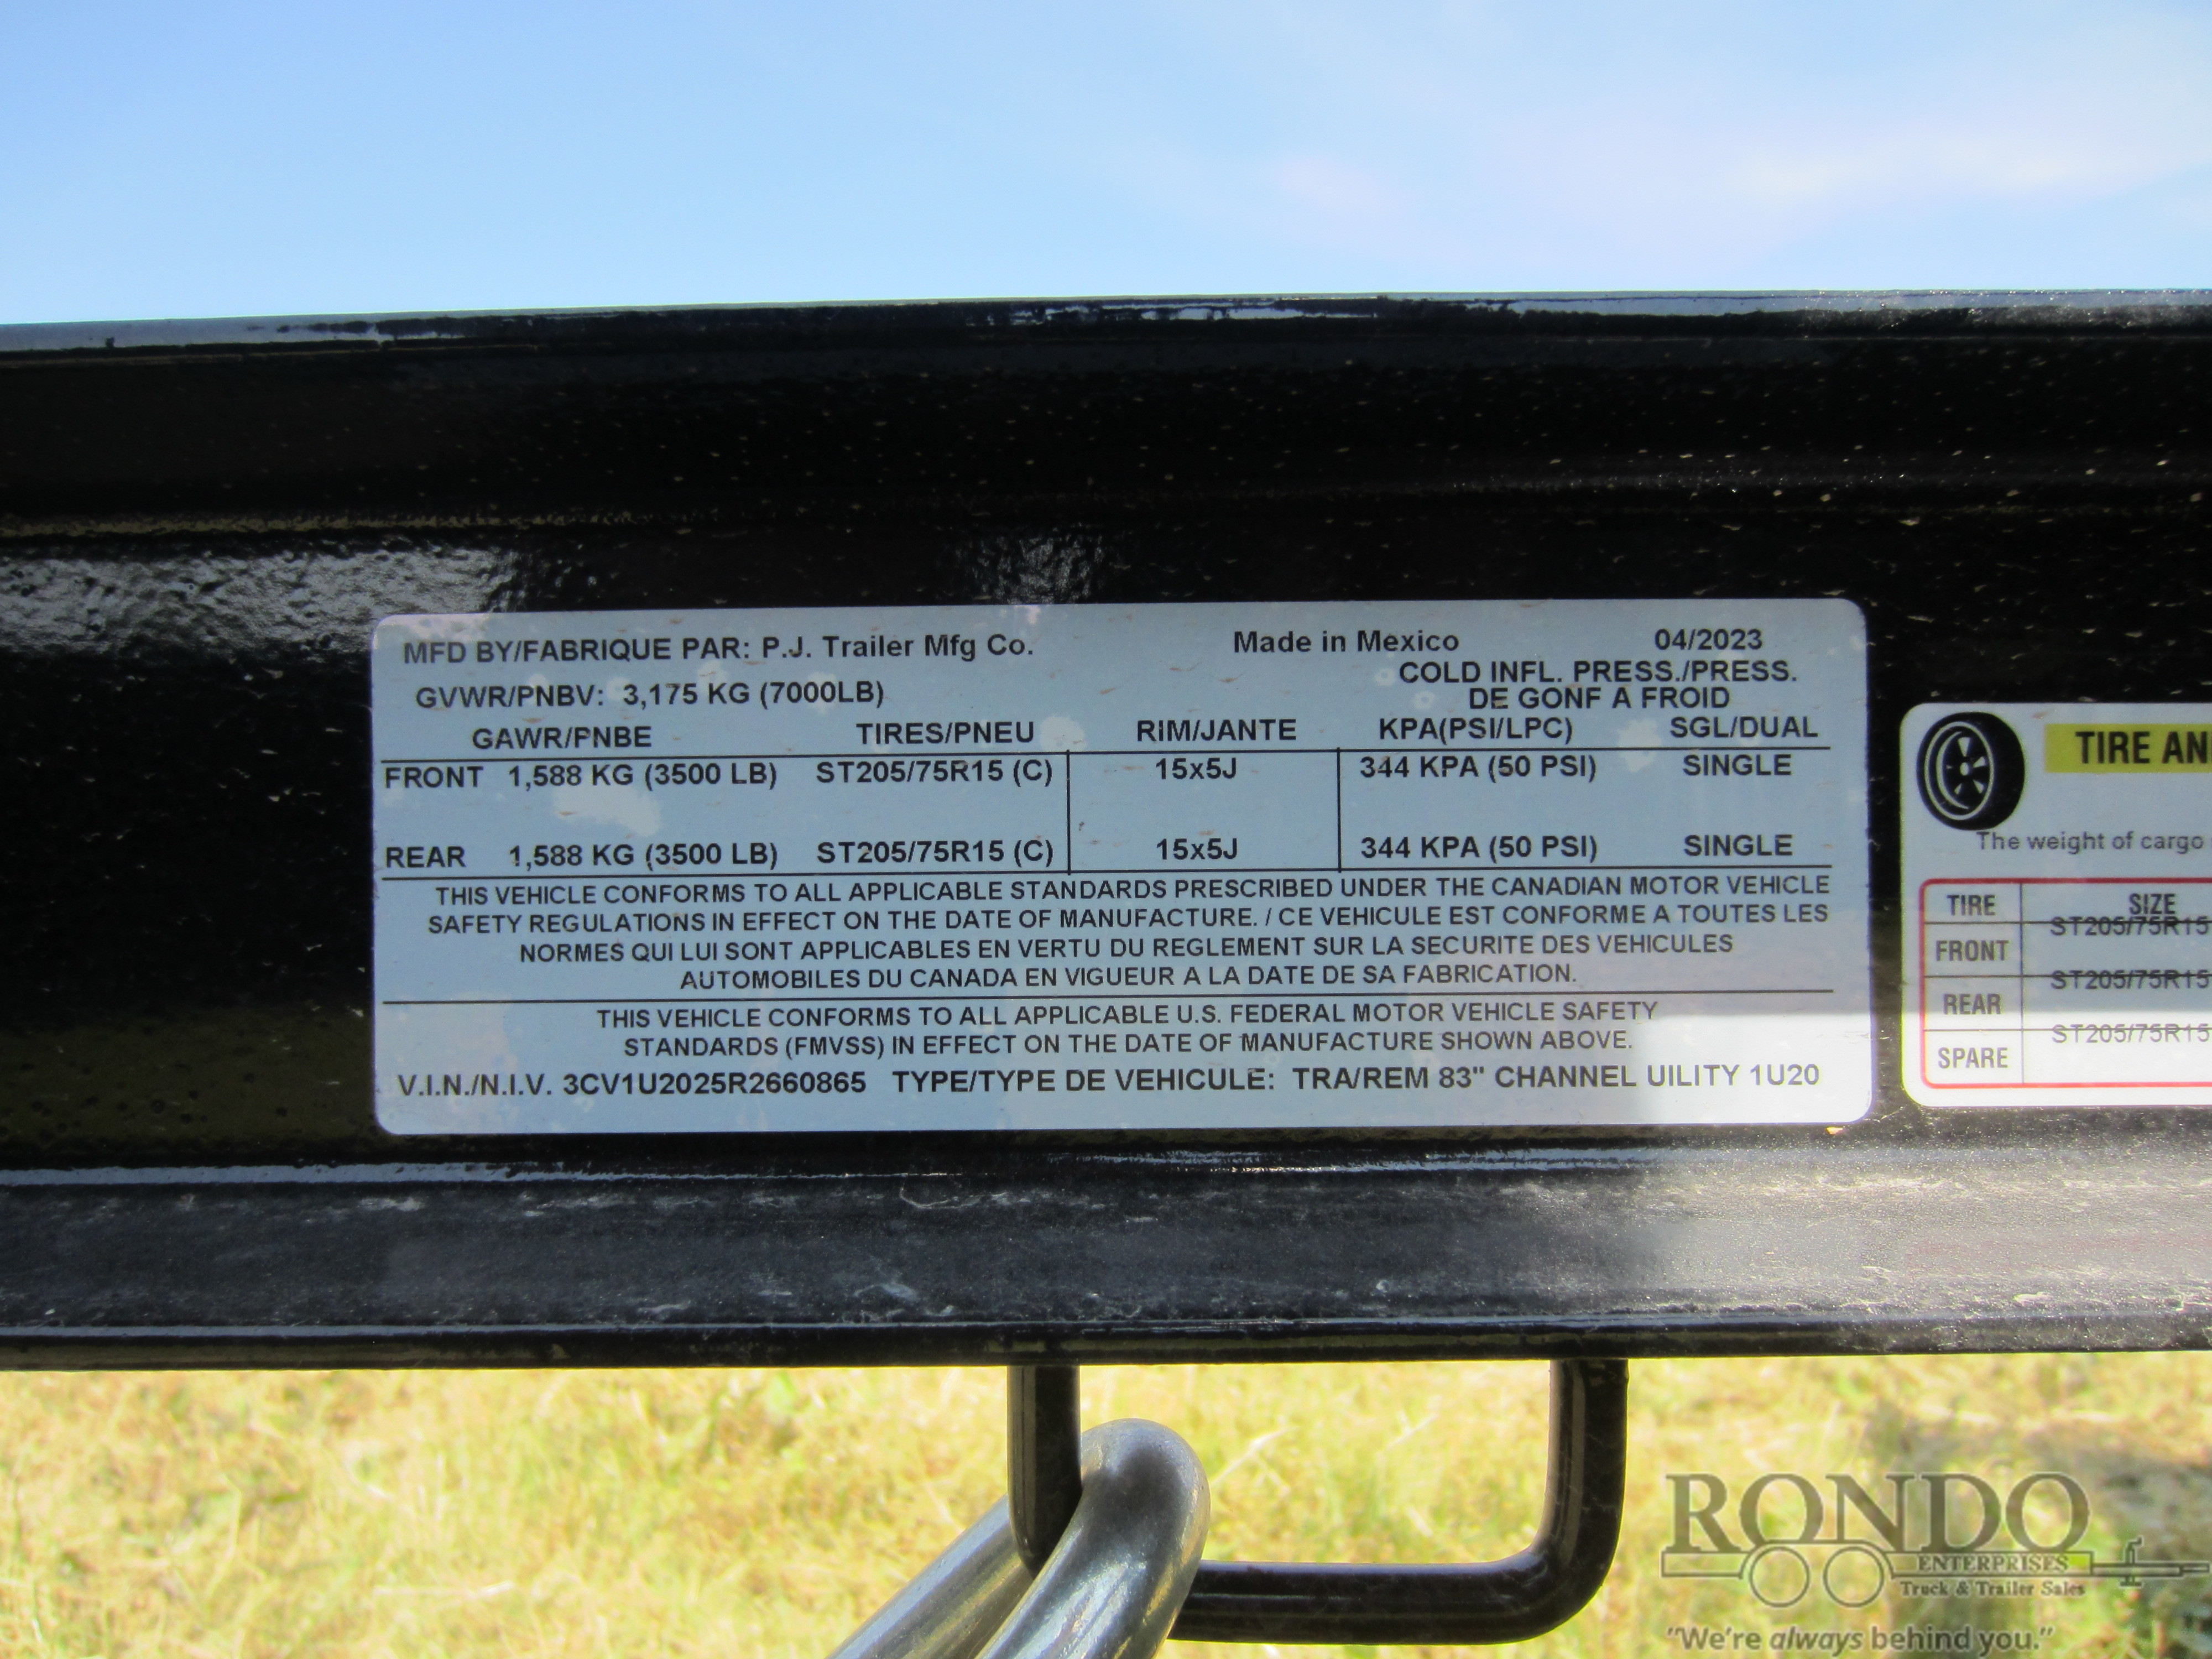 MFD BY/FABRIQUE PAR: P.J. Trailer Mfg Co. Made in Mexico 04/2023
COLD INFL. PRESS./PRESS.
GVWR/PNBV: 3,175 KG (7000LB) DE GONF A FROID
GAWR/PNBE TIRES/PNEU RIM/JANTE KPA(PSI/LPC) SGL/DUAL
FRONT 1,588 KG (3500 LB) ST205/75R15 (C) 15x5J 344 KPA (50 PSI) SINGLE
REAR 1,588 KG (3500 LB) ST205/75R15 (C) 15x5J 344 KPA (50 PSI) SINGLE
THIS VEHICLE CONFORMS TO ALL APPLICABLE STANDARDS PRESCRIBED UNDER THE CANADIAN MOTOR VEHICLE
SAFETY REGULATIONS IN EFFECT ON THE DATE OF MANUFACTURE. / CE VEHICULE EST CONFORME A TOUTES LES
NORMES QUI LUI SONT APPLICABLES EN VERTU DU REGLEMENT SUR LA SECURITE DES VEHICULES
AUTOMOBILES DU CANADA EN VIGUEUR A LA DATE DE SA FABRICATION.
THIS VEHICLE CONFORMS TO ALL APPLICABLE U.S. FEDERAL MOTOR VEHICLE SAFETY
STANDARDS (FMVSS) IN EFFECT ON THE DATE OF MANUFACTURE SHOWN ABOVE.
V.I.N./N.I.V. 3CV1U2025R2660865 TYPE/TYPE DE VEHICULE: TRA/REM 83" CHANNEL UILITY 1U20
TIRE
The weight of cargo
TIRE SIZE
FRONT ST205/75R15
REAR ST205/75R15
SPARE ST205/75R15
RONDO
ENTERPRISES
Truck & Trailer Sales
"We're always behind you."